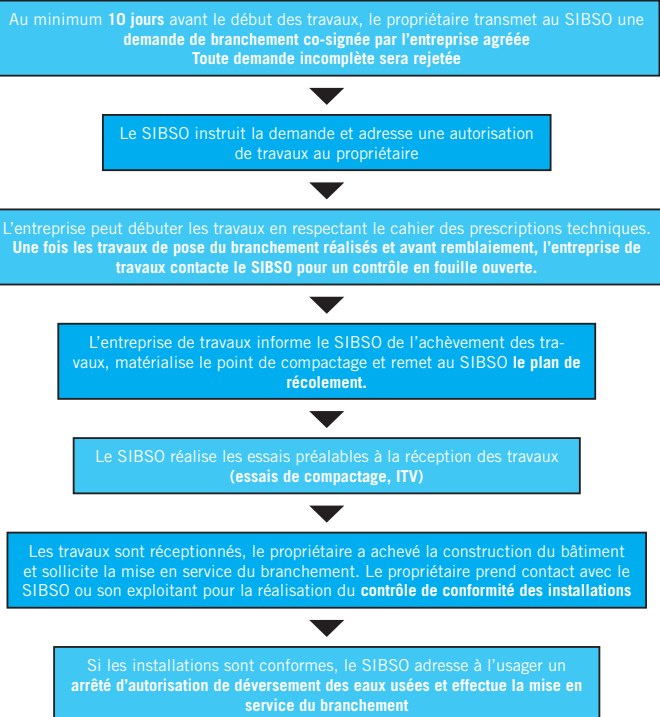 Au minimum 10 jours avant le début des travaux, le propriétaire transmet au SIBSO une
demande de branchement co-signée par l'entreprise agréée
Toute demande incomplète sera rejetée
Le SIBSO instruit la demande et adresse une autorisation
de travaux au propriétaire
L'entreprise peut débuter les travaux en respectant le cahier des prescriptions techniques.
Une fois les travaux de pose du branchement réalisés et avant remblaiement, l'entreprise de
travaux contacte le SIBSO pour un contrôle en fouille ouverte.
L'entreprise de travaux informe le SIBSO de l'achèvement des tra-
vaux, matérialise le point de compactage et remet au SIBSO le plan de
récolement.
Le SIBSO réalise les essais préalables à la réception des travaux
(essais de compactage, ITV)
Les travaux sont réceptionnés, le propriétaire a achevé la construction du bâtiment
et sollicite la mise en service du branchement. Le propriétaire prend contact avec le
SIBSO ou son exploitant pour la réalisation du contrôle de conformité des installations
Si les installations sont conformes, le SIBSO adresse à l'usager un
arrêté d'autorisation de déversement des eaux usées et effectue la mise en
service du branchement